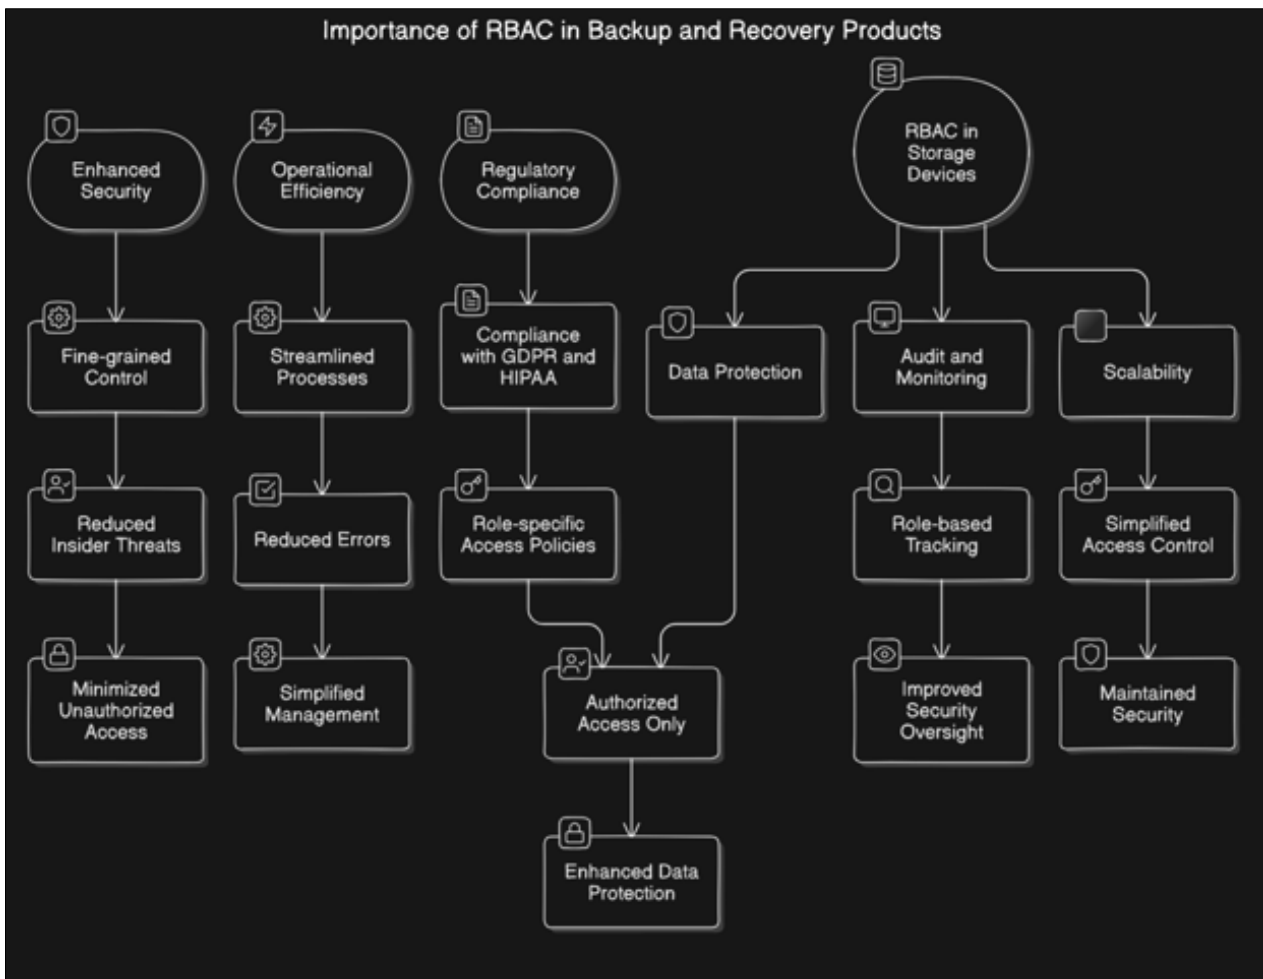 Importance of RBAC in Backup and Recovery Products
Enhanced
Security
Operational
Efficiency
Regulatory
Compliance
RBAC in
Storage
Devices
Fine-grained
Control
Streamlined
Processes
Compliance
with GDPR and
HIPAA
Data Protection
Audit and
Monitoring
Scalability
Reduced
Insider Threats
Reduced Errors
Role-specific
Access Policies
Role-based
Tracking
Simplified
Access Control
Minimized
Unauthorized
Access
Simplified
Management
Authorized
Access Only
Improved
Security
Oversight
Maintained
Security
Enhanced Data
Protection